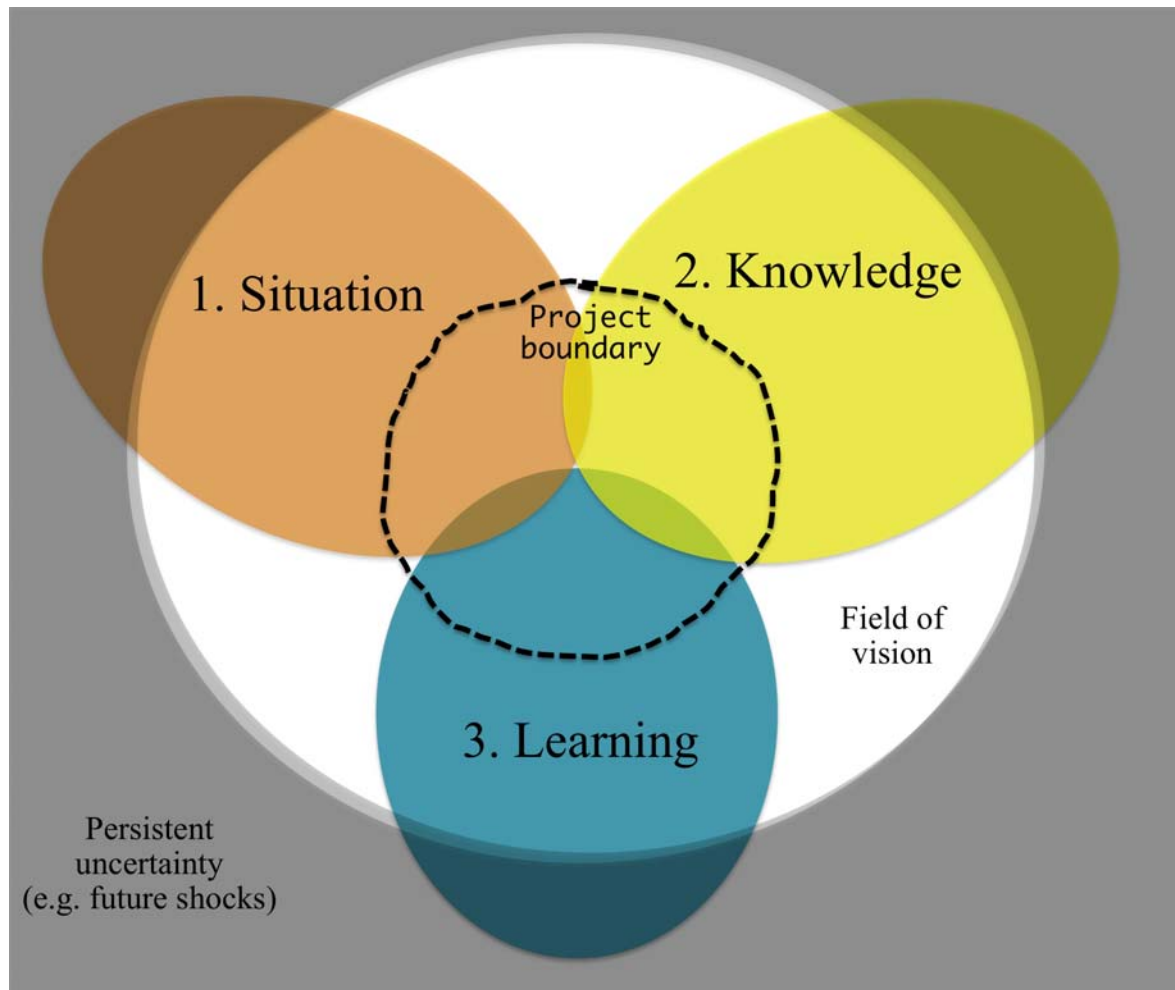 1. Situation
2. Knowledge
Project
boundary
Field of
vision
3. Learning
Persistent
uncertainty
(e.g. future shocks)